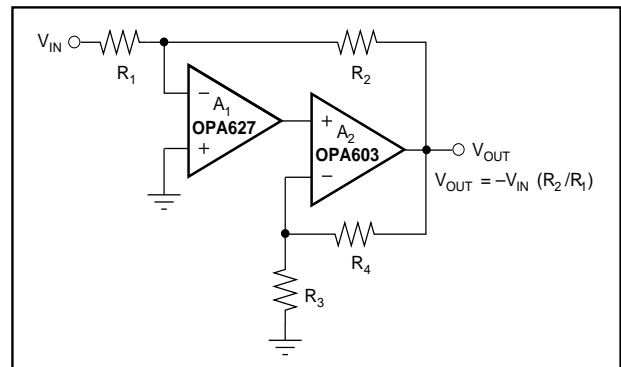 V_IN
R_1
R_2
−
A_1
OPA627
+
+
A_2
OPA603
−
V_OUT
V_OUT = –V_IN (R_2/R_1)
R_4
R_3